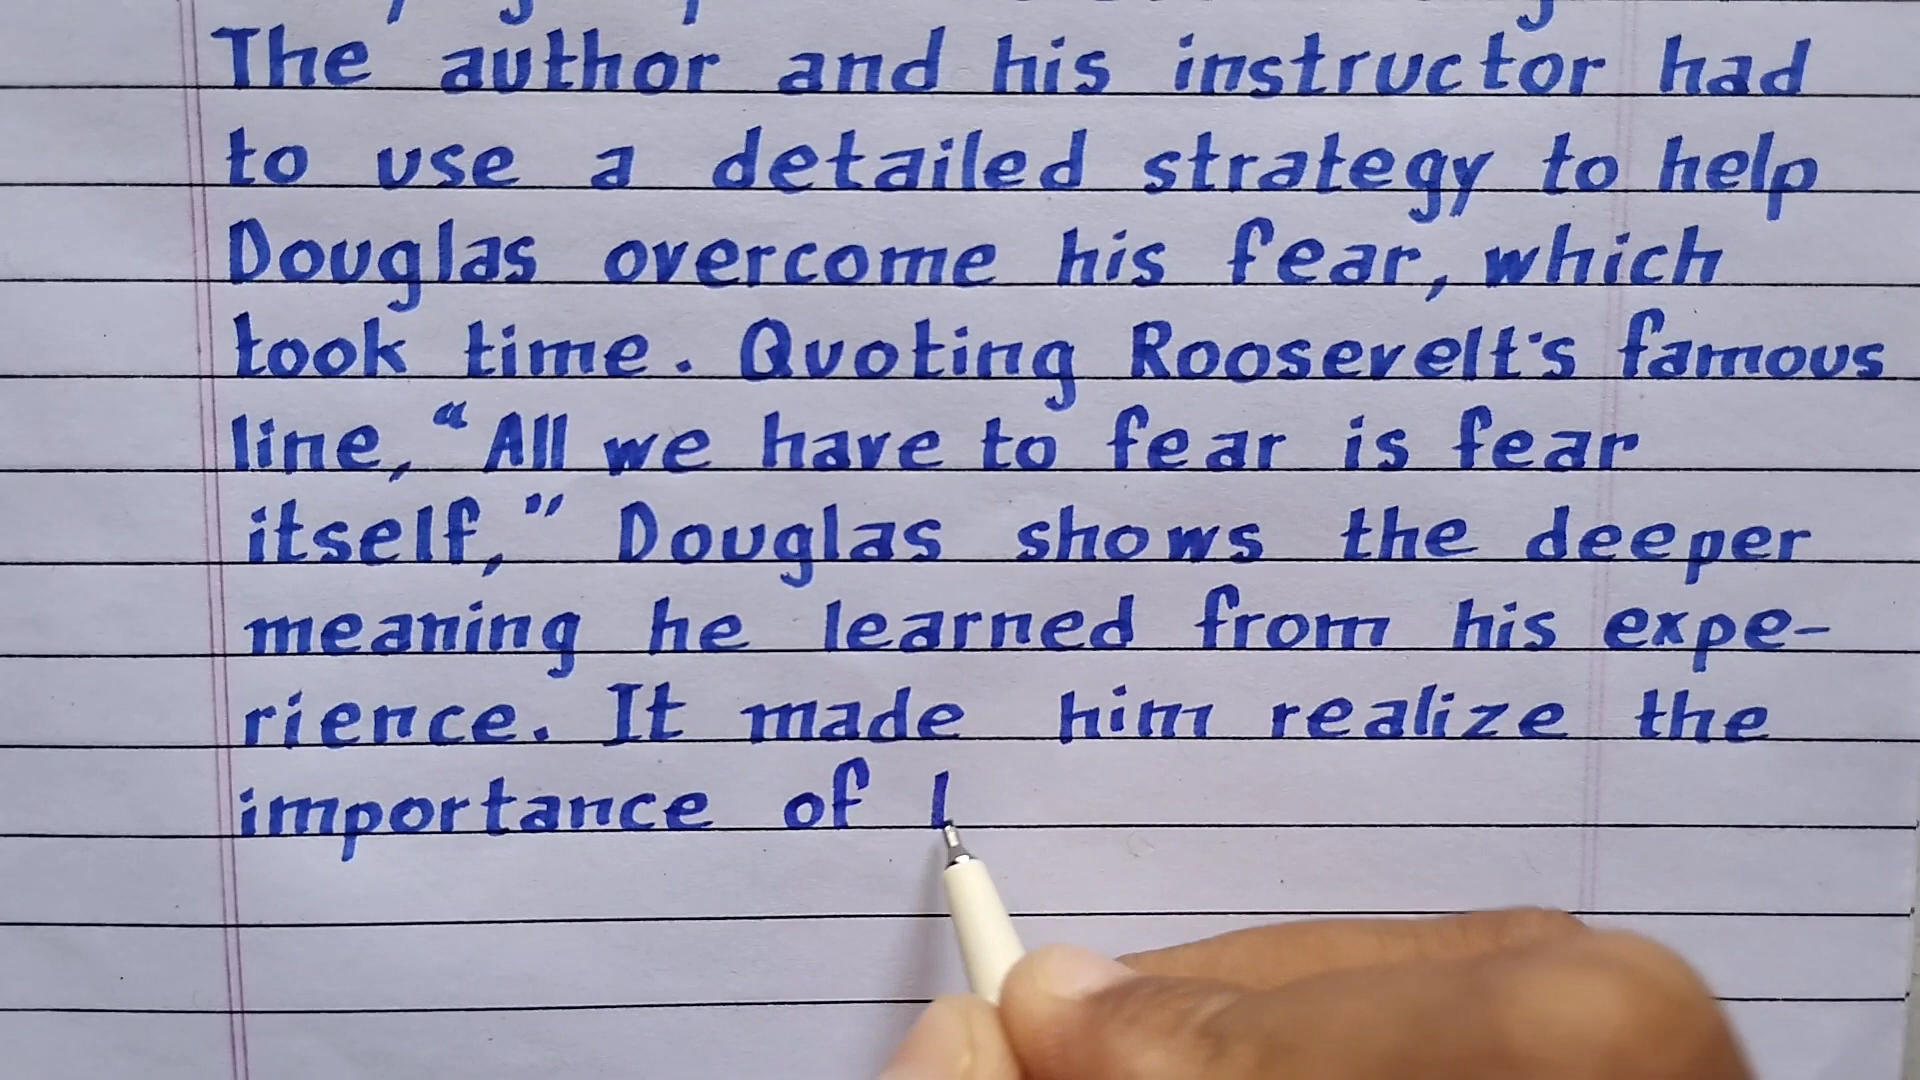 The author and his instructor had
to use a detailed strategy to help
Douglas overcome his fear, which
took time. Quoting Roosevelt's famous
line, “All we have to fear is fear
itself,” Douglas shows the deeper
meaning he learned from his expe-
rience. It made him realize the
importance of l